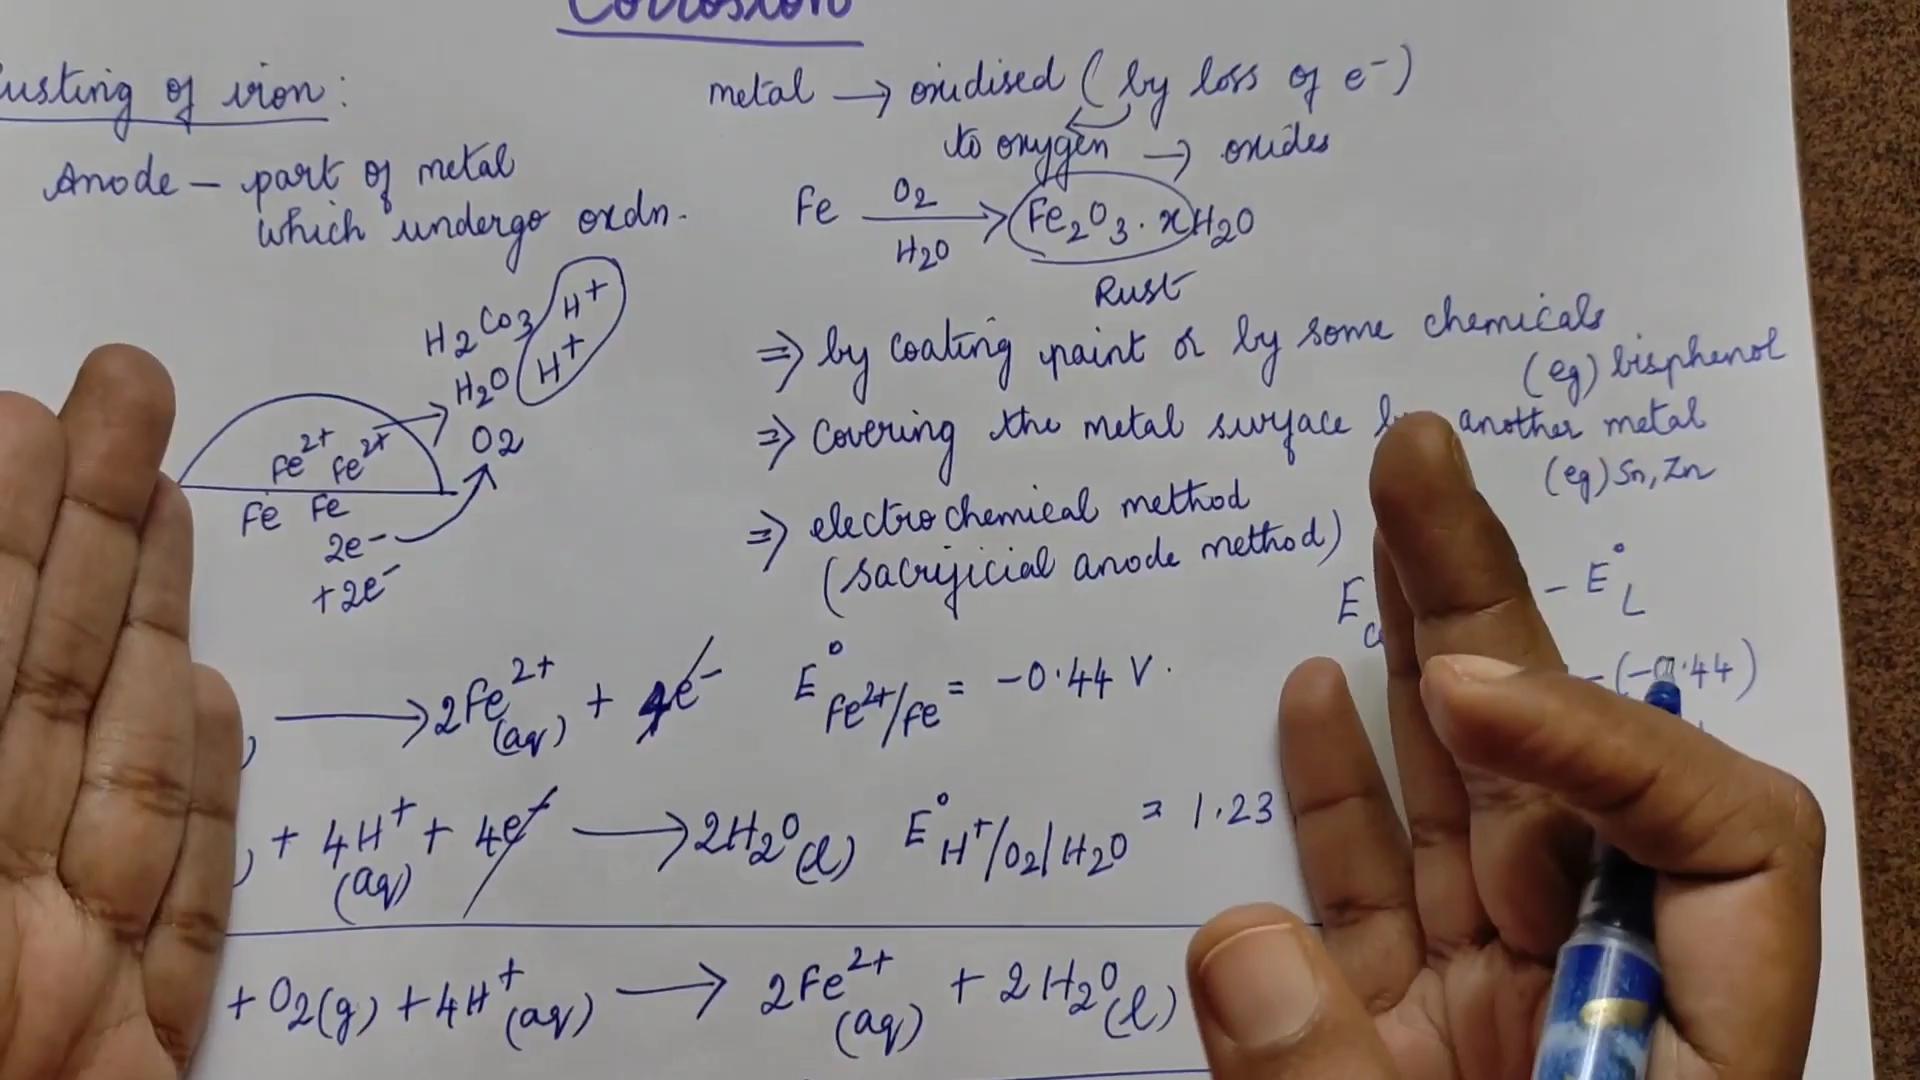 Corrosion
usting of iron:
Anode – part of metal
which undergo oxdn.
H2CO3 H+
H2O H+
O2
Fe2+ Fe2+
Fe Fe
2e-
+2e-
metal → oxidised (by loss of e-)
to oxygen → oxides
Fe O2 / H2O → Fe2O3.xH2O
Rust
⇒ by coating paint or by some chemicals
(eg) bisphenol
⇒ Covering the metal surface another metal
(eg) Sn, Zn
⇒ electrochemical method
(sacrificial anode method)
E – E°L
–(-0.44)
→ 2Fe2+(aq) + 4e- E°Fe2+/Fe = -0.44 V.
+ 4H+(aq) + 4e- → 2H2O(l) E°H+/O2/H2O = 1.23
+ O2(g) + 4H+(aq) → 2Fe2+(aq) + 2H2O(l)